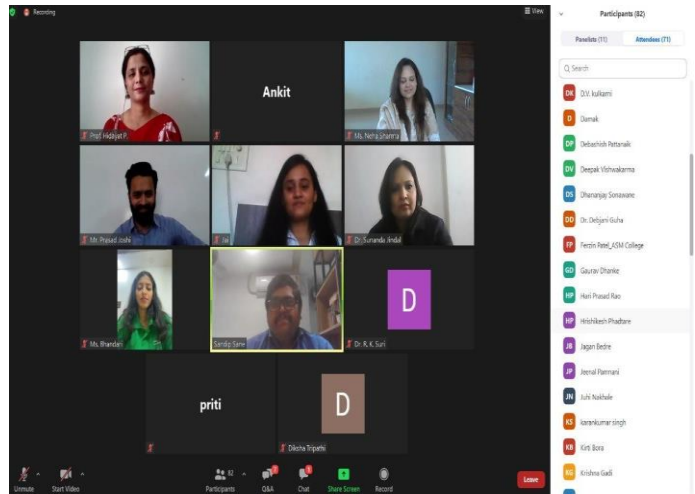 Recording
View
Ankit
Prof. Hidayat P.
Ms. Neha Sharma
Mr. Prasad Joshi
Jai
Dr. Sunanda Jindal
Ms. Bhandari
Sandip Sane
D
Dr. R. K. Suri
priti
D
Diksha Tripathi
Unmute
Start Video
82
Participants
Q&A
Chat
Share Screen
Record
Leave
Participants (82)
Panelists (11)
Attendees (71)
Search
DK D.V. kulkarni
D Damak
DP Debashish Pattanaik
DV Deepak Vishwakarma
DS Dhananjay Sonawane
DD Dr. Debjani Guha
FP Ferzin Patel_ASM College
GD Gaurav Dhanke
HP Hari Prasad Rao
HP Hrishikesh Phadtare
JB Jagan Bedre
JP Jeenal Pamnani
JN Juhi Nakhale
KS karankumar singh
KB Kirti Bora
KG Krishna Gadi